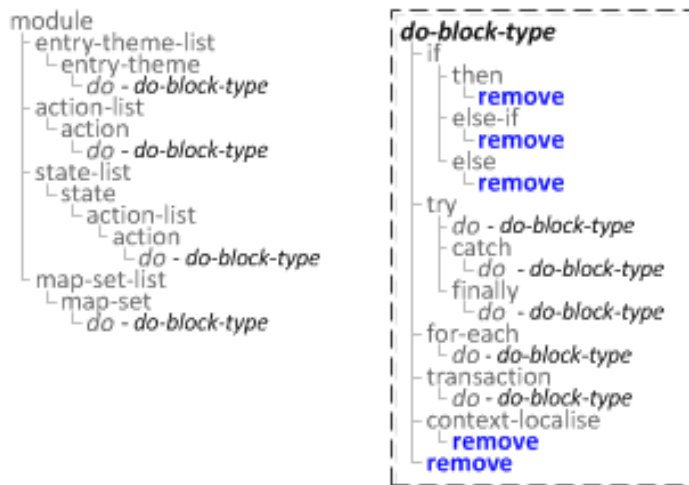 module
entry-theme-list
entry-theme
do - do-block-type
action-list
action
do - do-block-type
state-list
state
action-list
action
do - do-block-type
map-set-list
map-set
do - do-block-type
do-block-type
if
then
remove
else-if
remove
else
remove
try
do - do-block-type
catch
do - do-block-type
finally
do - do-block-type
for-each
do - do-block-type
transaction
do - do-block-type
context-localise
remove
remove